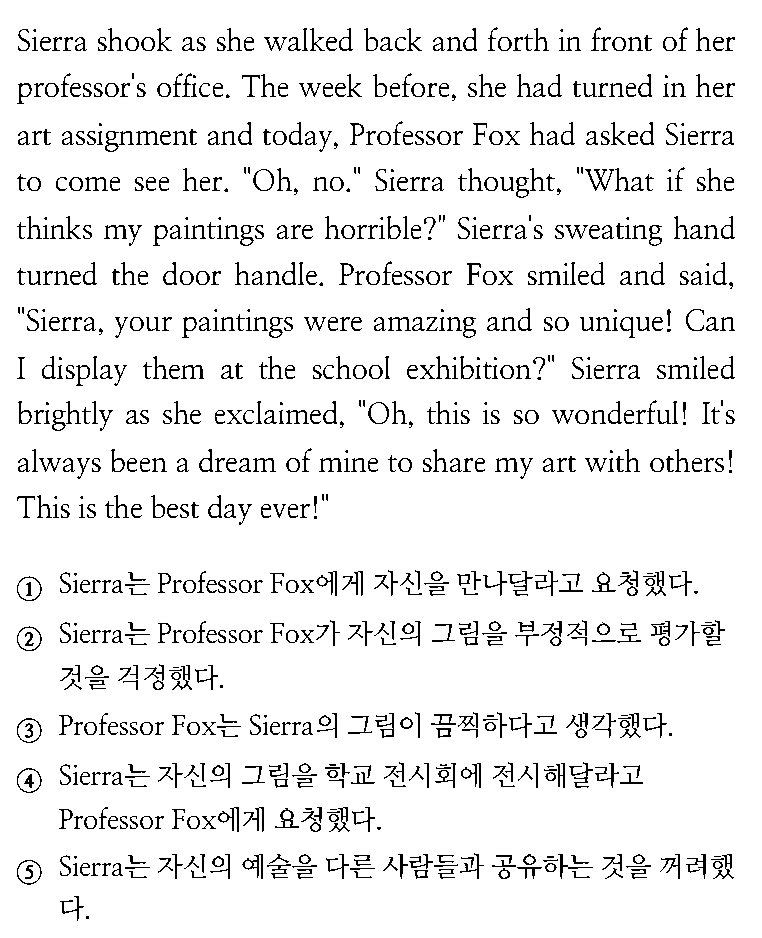 Sierra shook as she walked back and forth in front of her
professor's office. The week before, she had turned in her
art assignment and today, Professor Fox had asked Sierra
to come see her. "Oh, no." Sierra thought, "What if she
thinks my paintings are horrible?" Sierra's sweating hand
turned the door handle. Professor Fox smiled and said,
"Sierra, your paintings were amazing and so unique! Can
I display them at the school exhibition?" Sierra smiled
brightly as she exclaimed, "Oh, this is so wonderful! It's
always been a dream of mine to share my art with others!
This is the best day ever!"
① Sierra는 Professor Fox에게 자신을 만나달라고 요청했다.
② Sierra는 Professor Fox가 자신의 그림을 부정적으로 평가할
것을 걱정했다.
③ Professor Fox는 Sierra의 그림이 끔찍하다고 생각했다.
④ Sierra는 자신의 그림을 학교 전시회에 전시해달라고
Professor Fox에게 요청했다.
⑤ Sierra는 자신의 예술을 다른 사람들과 공유하는 것을 꺼려했
다.